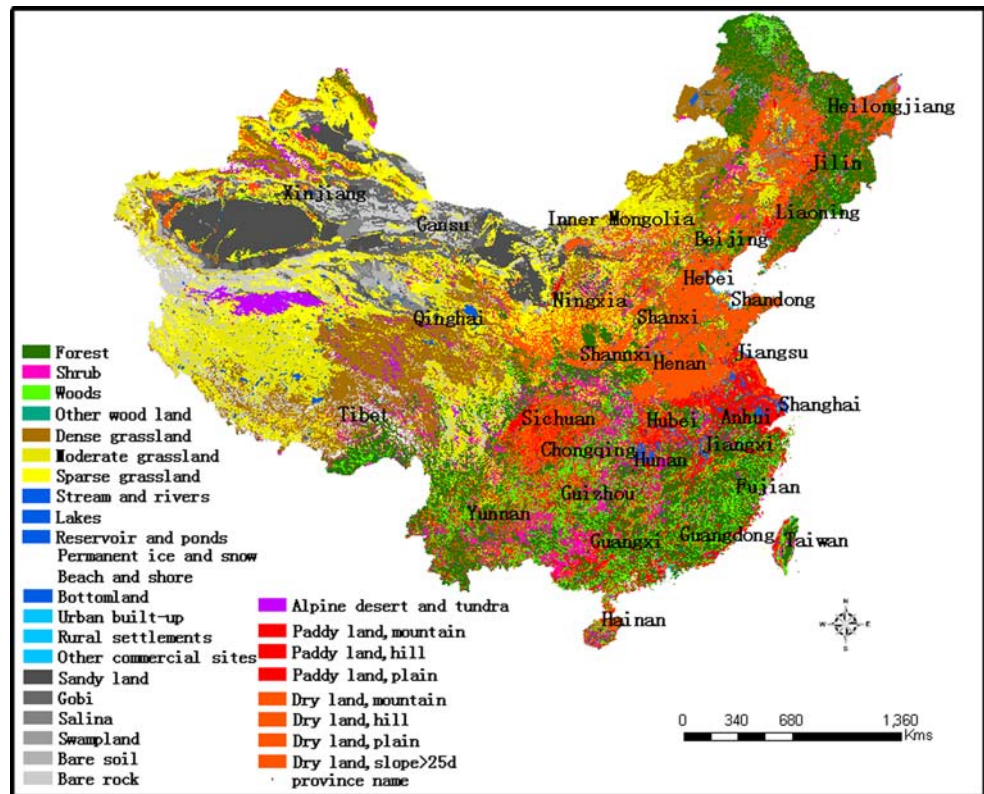 Heilongjiang
Jilin
Xinjiang
Gansu
Inner Mongolia
Liaoning
Beijing
Hebei
Ningxia
Shandong
Qinghai
Shanxi
Shannxi
Henan
Jiangsu
Tibet
Sichuan
Hubei
Anhui
Shanghai
Chongqing
Hunan
Jiangxi
Guizhou
Fujian
Yunnan
Guangxi
Guangdong
Taiwan
Hainan
Forest
Shrub
Woods
Other wood land
Dense grassland
Moderate grassland
Sparse grassland
Stream and rivers
Lakes
Reservoir and ponds
Permanent ice and snow
Beach and shore
Bottomland
Urban built-up
Rural settlements
Other commercial sites
Sandy land
Gobi
Salina
Swampland
Bare soil
Bare rock
Alpine desert and tundra
Paddy land,mountain
Paddy land,hill
Paddy land,plain
Dry land,mountain
Dry land,hill
Dry land,plain
Dry land,slope>25d
province name
N
W E
S
0 340 680 1,360
Kms